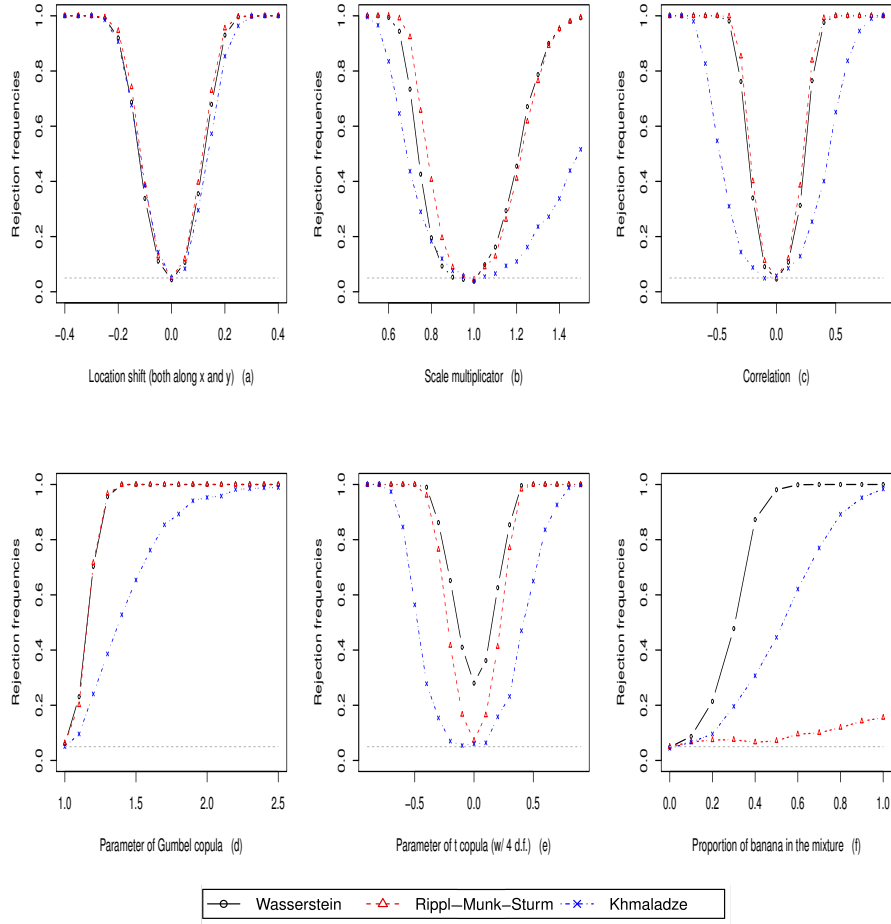 Rejection frequencies
0.0 0.2 0.4 0.6 0.8 1.0
−0.4 −0.2 0.0 0.2 0.4
Location shift (both along x and y) (a)
Rejection frequencies
0.0 0.2 0.4 0.6 0.8 1.0
0.6 0.8 1.0 1.2 1.4
Scale multiplicator (b)
Rejection frequencies
0.0 0.2 0.4 0.6 0.8 1.0
−0.5 0.0 0.5
Correlation (c)
Rejection frequencies
0.0 0.2 0.4 0.6 0.8 1.0
1.0 1.5 2.0 2.5
Parameter of Gumbel copula (d)
Rejection frequencies
0.0 0.2 0.4 0.6 0.8 1.0
−0.5 0.0 0.5
Parameter of t copula (w/ 4 d.f.) (e)
Rejection frequencies
0.0 0.2 0.4 0.6 0.8 1.0
0.0 0.2 0.4 0.6 0.8 1.0
Proportion of banana in the mixture (f)
Wasserstein Rippl−Munk−Sturm Khmaladze